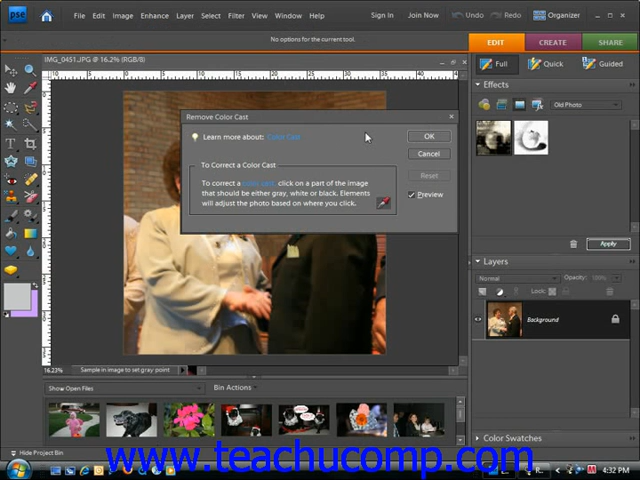 pse File Edit Image Enhance Layer Select Filter View Window Help Sign In Join Now Undo Redo Organizer
No options for the current tool.
EDIT CREATE SHARE
IMG_0451.JPG @ 16.2% (RGB/8)
Full Quick Guided
Effects
Old Photo
Remove Color Cast
Learn more about: Color Cast
OK
Cancel
To Correct a Color Cast
Reset
To correct a color cast, click on a part of the image
that should be either gray, white or black. Elements
will adjust the photo based on where you click.
Preview
Apply
Layers
Normal Opacity: 100%
Lock:
Background
16.23% Sample in image to set gray point
Show Open Files Bin Actions
Color Swatches
Hide Project Bin
www.teachucomp.com
4:32 PM